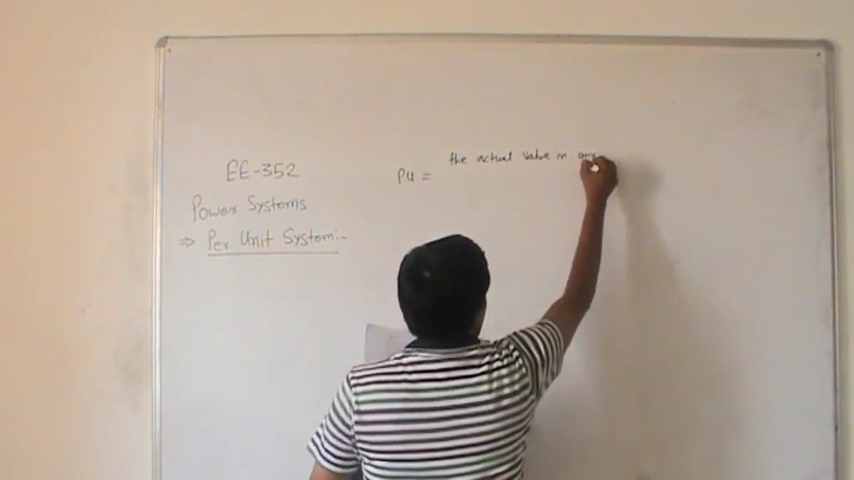 EE-352
Power Systems
⇒ Per Unit System:-
PU =
the actual value in any